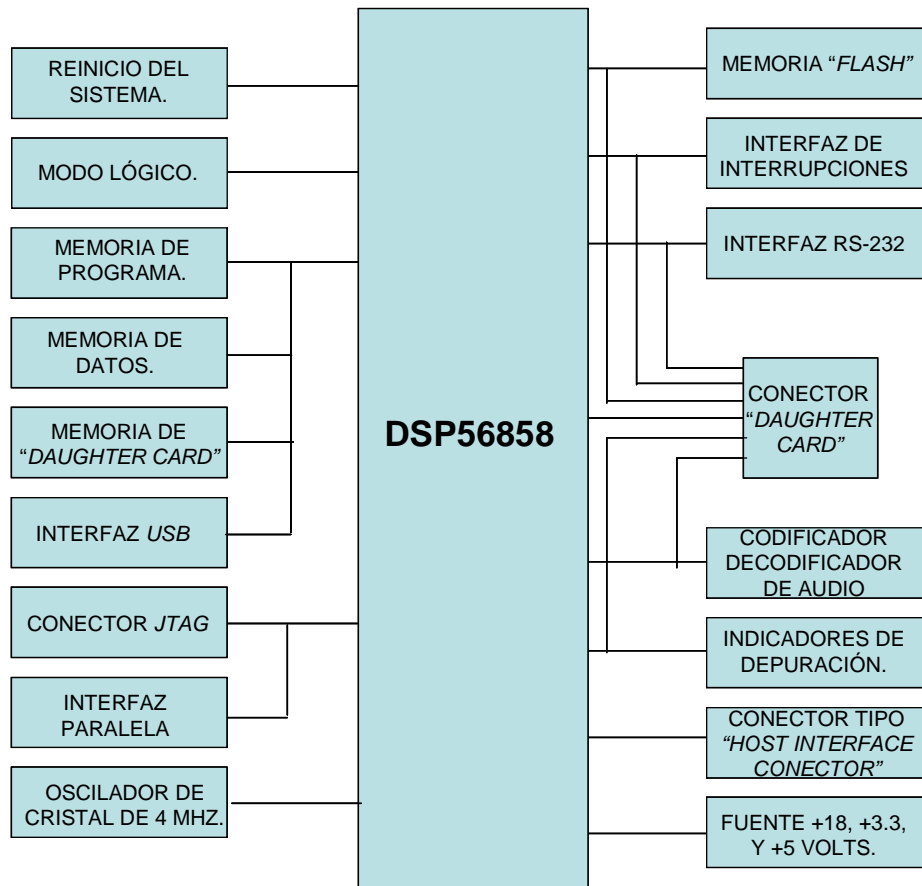 REINICIO DEL
SISTEMA.
MODO LÓGICO.
MEMORIA DE
PROGRAMA.
MEMORIA DE
DATOS.
MEMORIA DE
“DAUGHTER CARD”
INTERFAZ USB
CONECTOR JTAG
INTERFAZ
PARALELA
OSCILADOR DE
CRISTAL DE 4 MHZ.
DSP56858
MEMORIA “FLASH”
INTERFAZ DE
INTERRUPCIONES
INTERFAZ RS-232
CONECTOR
“DAUGHTER
CARD”
CODIFICADOR
DECODIFICADOR
DE AUDIO
INDICADORES DE
DEPURACIÓN.
CONECTOR TIPO
“HOST INTERFACE
CONECTOR”
FUENTE +18, +3.3,
Y +5 VOLTS.